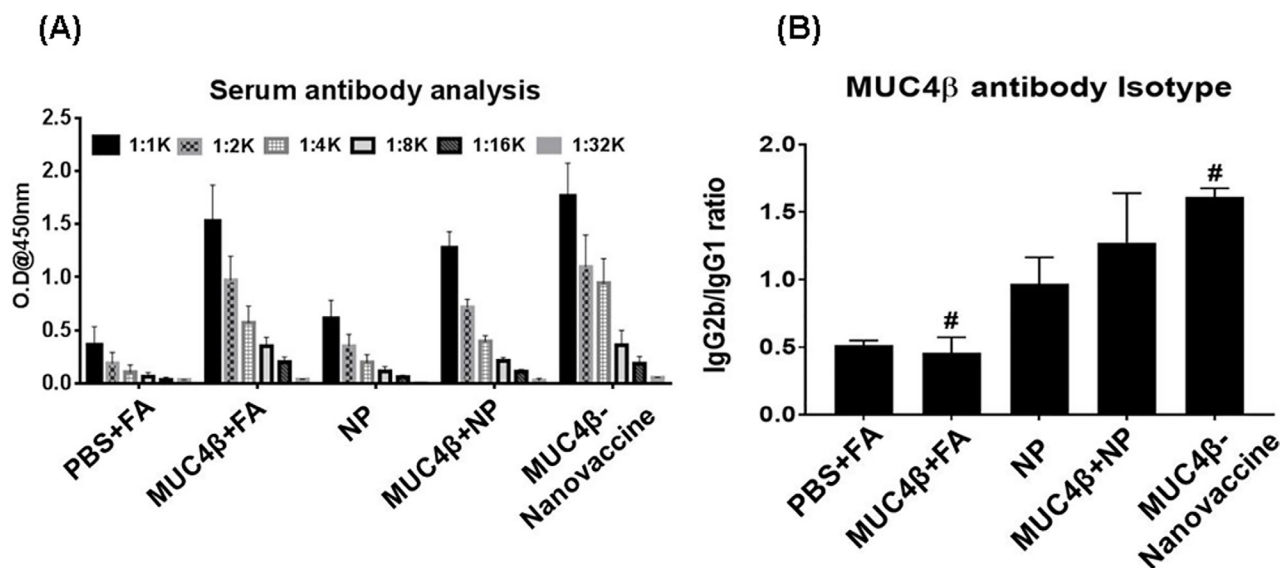 (A)
Serum antibody analysis
O.D@450nm
2.5
2.0
1.5
1.0
0.5
0.0
1:1K 1:2K 1:4K 1:8K 1:16K 1:32K
PBS+FA
MUC4β+FA
NP
MUC4β+NP
MUC4β-
Nanovaccine
(B)
MUC4β antibody Isotype
IgG2b/IgG1 ratio
2.0
1.5
1.0
0.5
0.0
#
#
PBS+FA
MUC4β+FA
NP
MUC4β+NP
MUC4β-
Nanovaccine